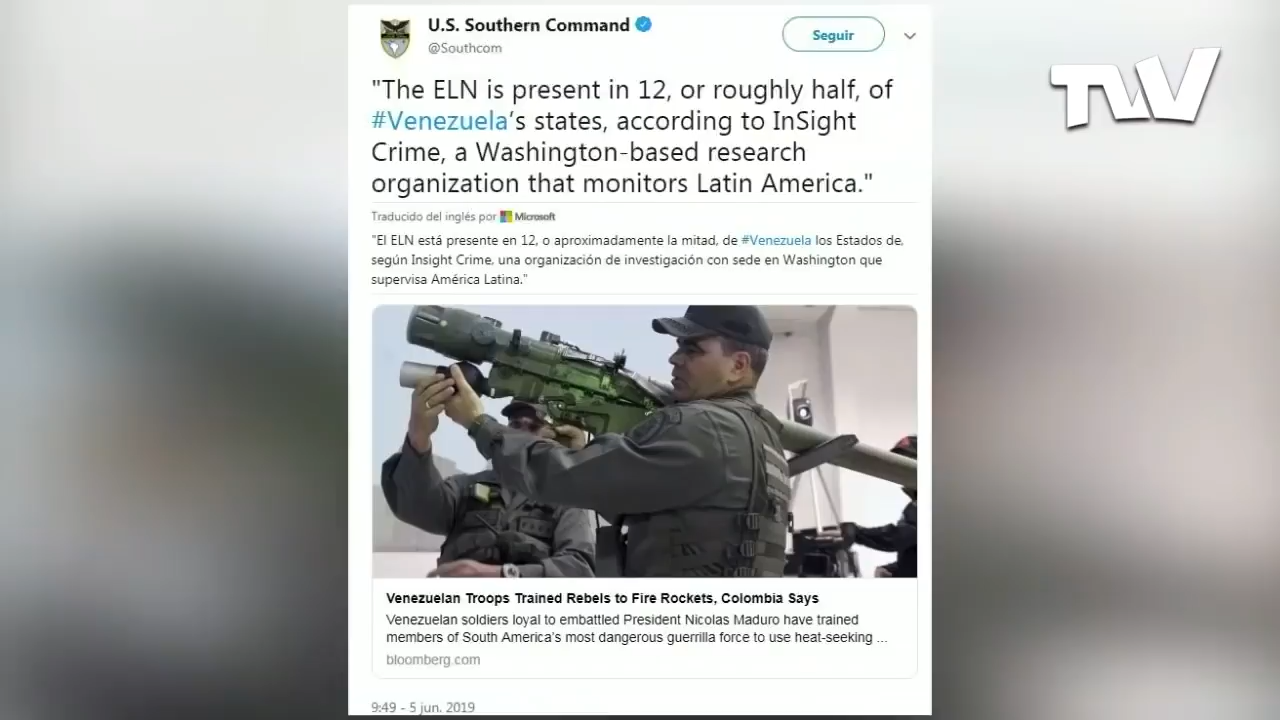 U.S. Southern Command
@Southcom
Seguir
TVV
"The ELN is present in 12, or roughly half, of
#Venezuela's states, according to InSight
Crime, a Washington-based research
organization that monitors Latin America."
Traducido del inglés por Microsoft
"El ELN está presente en 12, o aproximadamente la mitad, de #Venezuela los Estados de,
según Insight Crime, una organización de investigación con sede en Washington que
supervisa América Latina."
Venezuelan Troops Trained Rebels to Fire Rockets, Colombia Says
Venezuelan soldiers loyal to embattled President Nicolas Maduro have trained
members of South America's most dangerous guerrilla force to use heat-seeking ...
bloomberg.com
9:49 - 5 jun. 2019